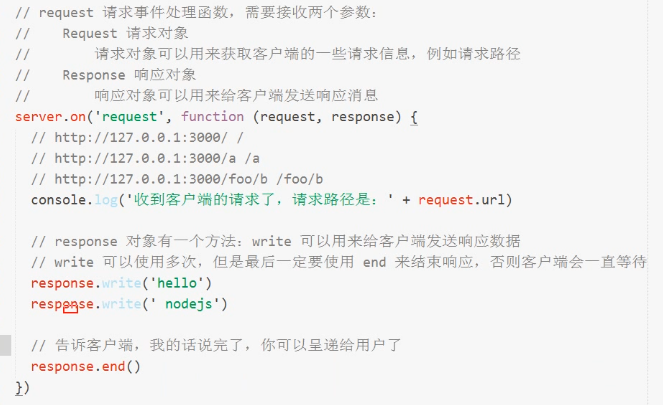 // request 请求事件处理函数，需要接收两个参数：
//    Request 请求对象
//        请求对象可以用来获取客户端的一些请求信息，例如请求路径
//    Response 响应对象
//        响应对象可以用来给客户端发送响应消息
server.on('request', function (request, response) {
  // http://127.0.0.1:3000/ /
  // http://127.0.0.1:3000/a /a
  // http://127.0.0.1:3000/foo/b /foo/b
  console.log('收到客户端的请求了，请求路径是：' + request.url)

  // response 对象有一个方法：write 可以用来给客户端发送响应数据
  // write 可以使用多次，但是最后一定要使用 end 来结束响应，否则客户端会一直等待
  response.write('hello')
  response.write(' nodejs')

  // 告诉客户端，我的话说完了，你可以呈递给用户了
  response.end()
})